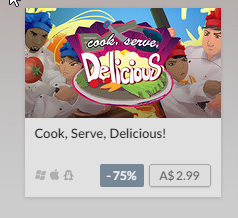 cook, serve,
Delicious
Cook, Serve, Delicious!
-75% A$2.99